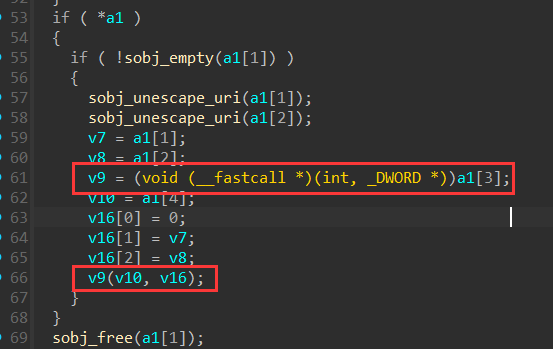 53 if ( *a1 )
54 {
55 if ( !sobj_empty(a1[1]) )
56 {
57 sobj_unescape_uri(a1[1]);
58 sobj_unescape_uri(a1[2]);
59 v7 = a1[1];
60 v8 = a1[2];
61 v9 = (void (__fastcall *)(int, _DWORD *))a1[3];
62 v10 = a1[4];
63 v16[0] = 0;
64 v16[1] = v7;
65 v16[2] = v8;
66 v9(v10, v16);
67 }
68 }
69 sobj_free(a1[1]);